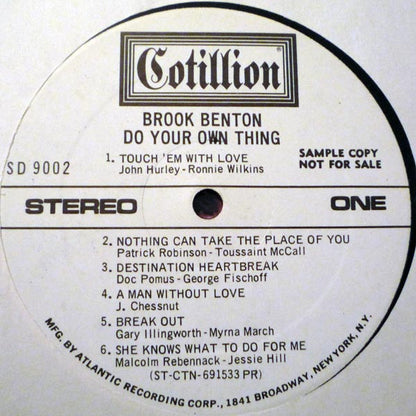 Cotillion
BROOK BENTON
DO YOUR OWN THING
1. TOUCH 'EM WITH LOVE
John Hurley - Ronnie Wilkins
SAMPLE COPY
NOT FOR SALE
SD 9002
STEREO ONE
2. NOTHING CAN TAKE THE PLACE OF YOU
Patrick Robinson - Toussaint McCall
3. DESTINATION HEARTBREAK
Doc Pomus - George Fischoff
4. A MAN WITHOUT LOVE
J. Chessnut
5. BREAK OUT
Gary Illingworth - Myrna March
6. SHE KNOWS WHAT TO DO FOR ME
Malcolm Rebennack - Jessie Hill
(ST-CTN-691533 PR)
MFG. BY ATLANTIC RECORDING CORP., 1841 BROADWAY, NEW YORK, N.Y.